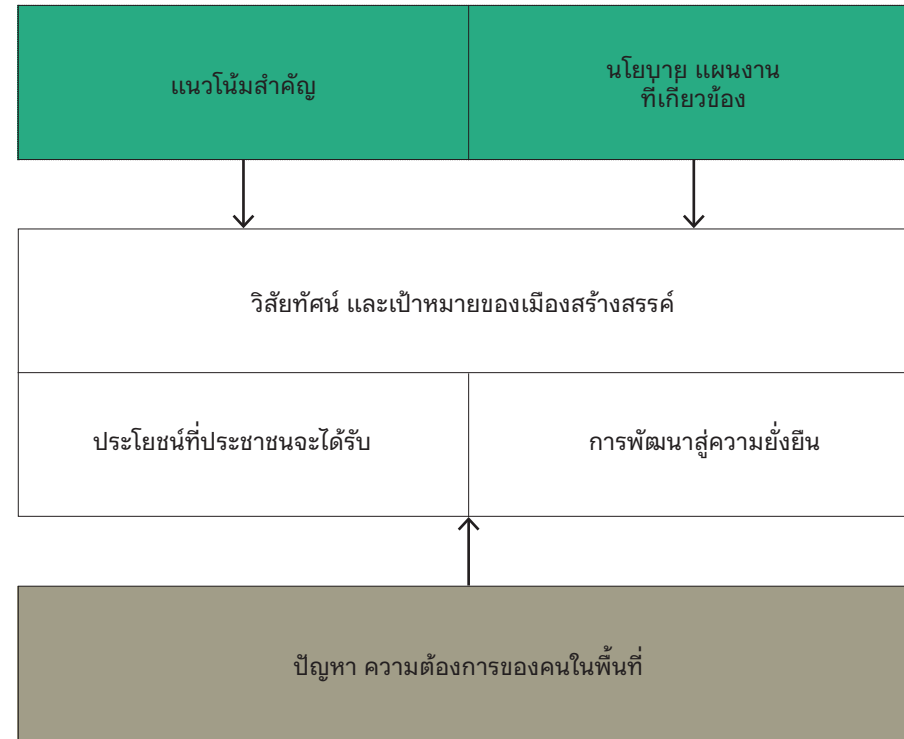 แนวโน้มสำคัญ
นโยบาย แผนงาน
ที่เกี่ยวข้อง
วิสัยทัศน์ และเป้าหมายของเมืองสร้างสรรค์
ประโยชน์ที่ประชาชนจะได้รับ
การพัฒนาสู่ความยั่งยืน
ปัญหา ความต้องการของคนในพื้นที่